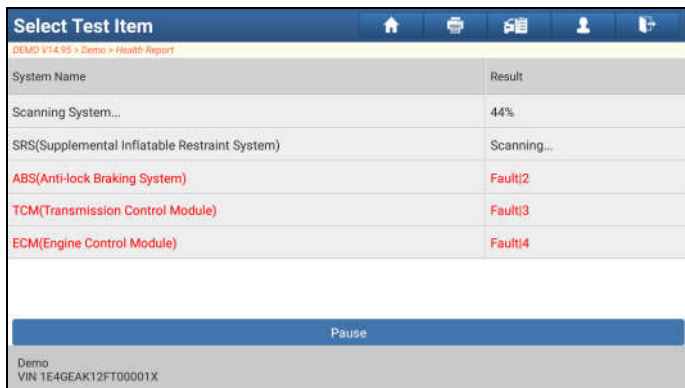 Select Test Item
DEMO V14.95 > Demo > Health Report
System Name Result
Scanning System... 44%
SRS(Supplemental Inflatable Restraint System) Scanning...
ABS(Anti-lock Braking System) Fault|2
TCM(Transmission Control Module) Fault|3
ECM(Engine Control Module) Fault|4
Pause
Demo
VIN 1E4GEAK12FT00001X